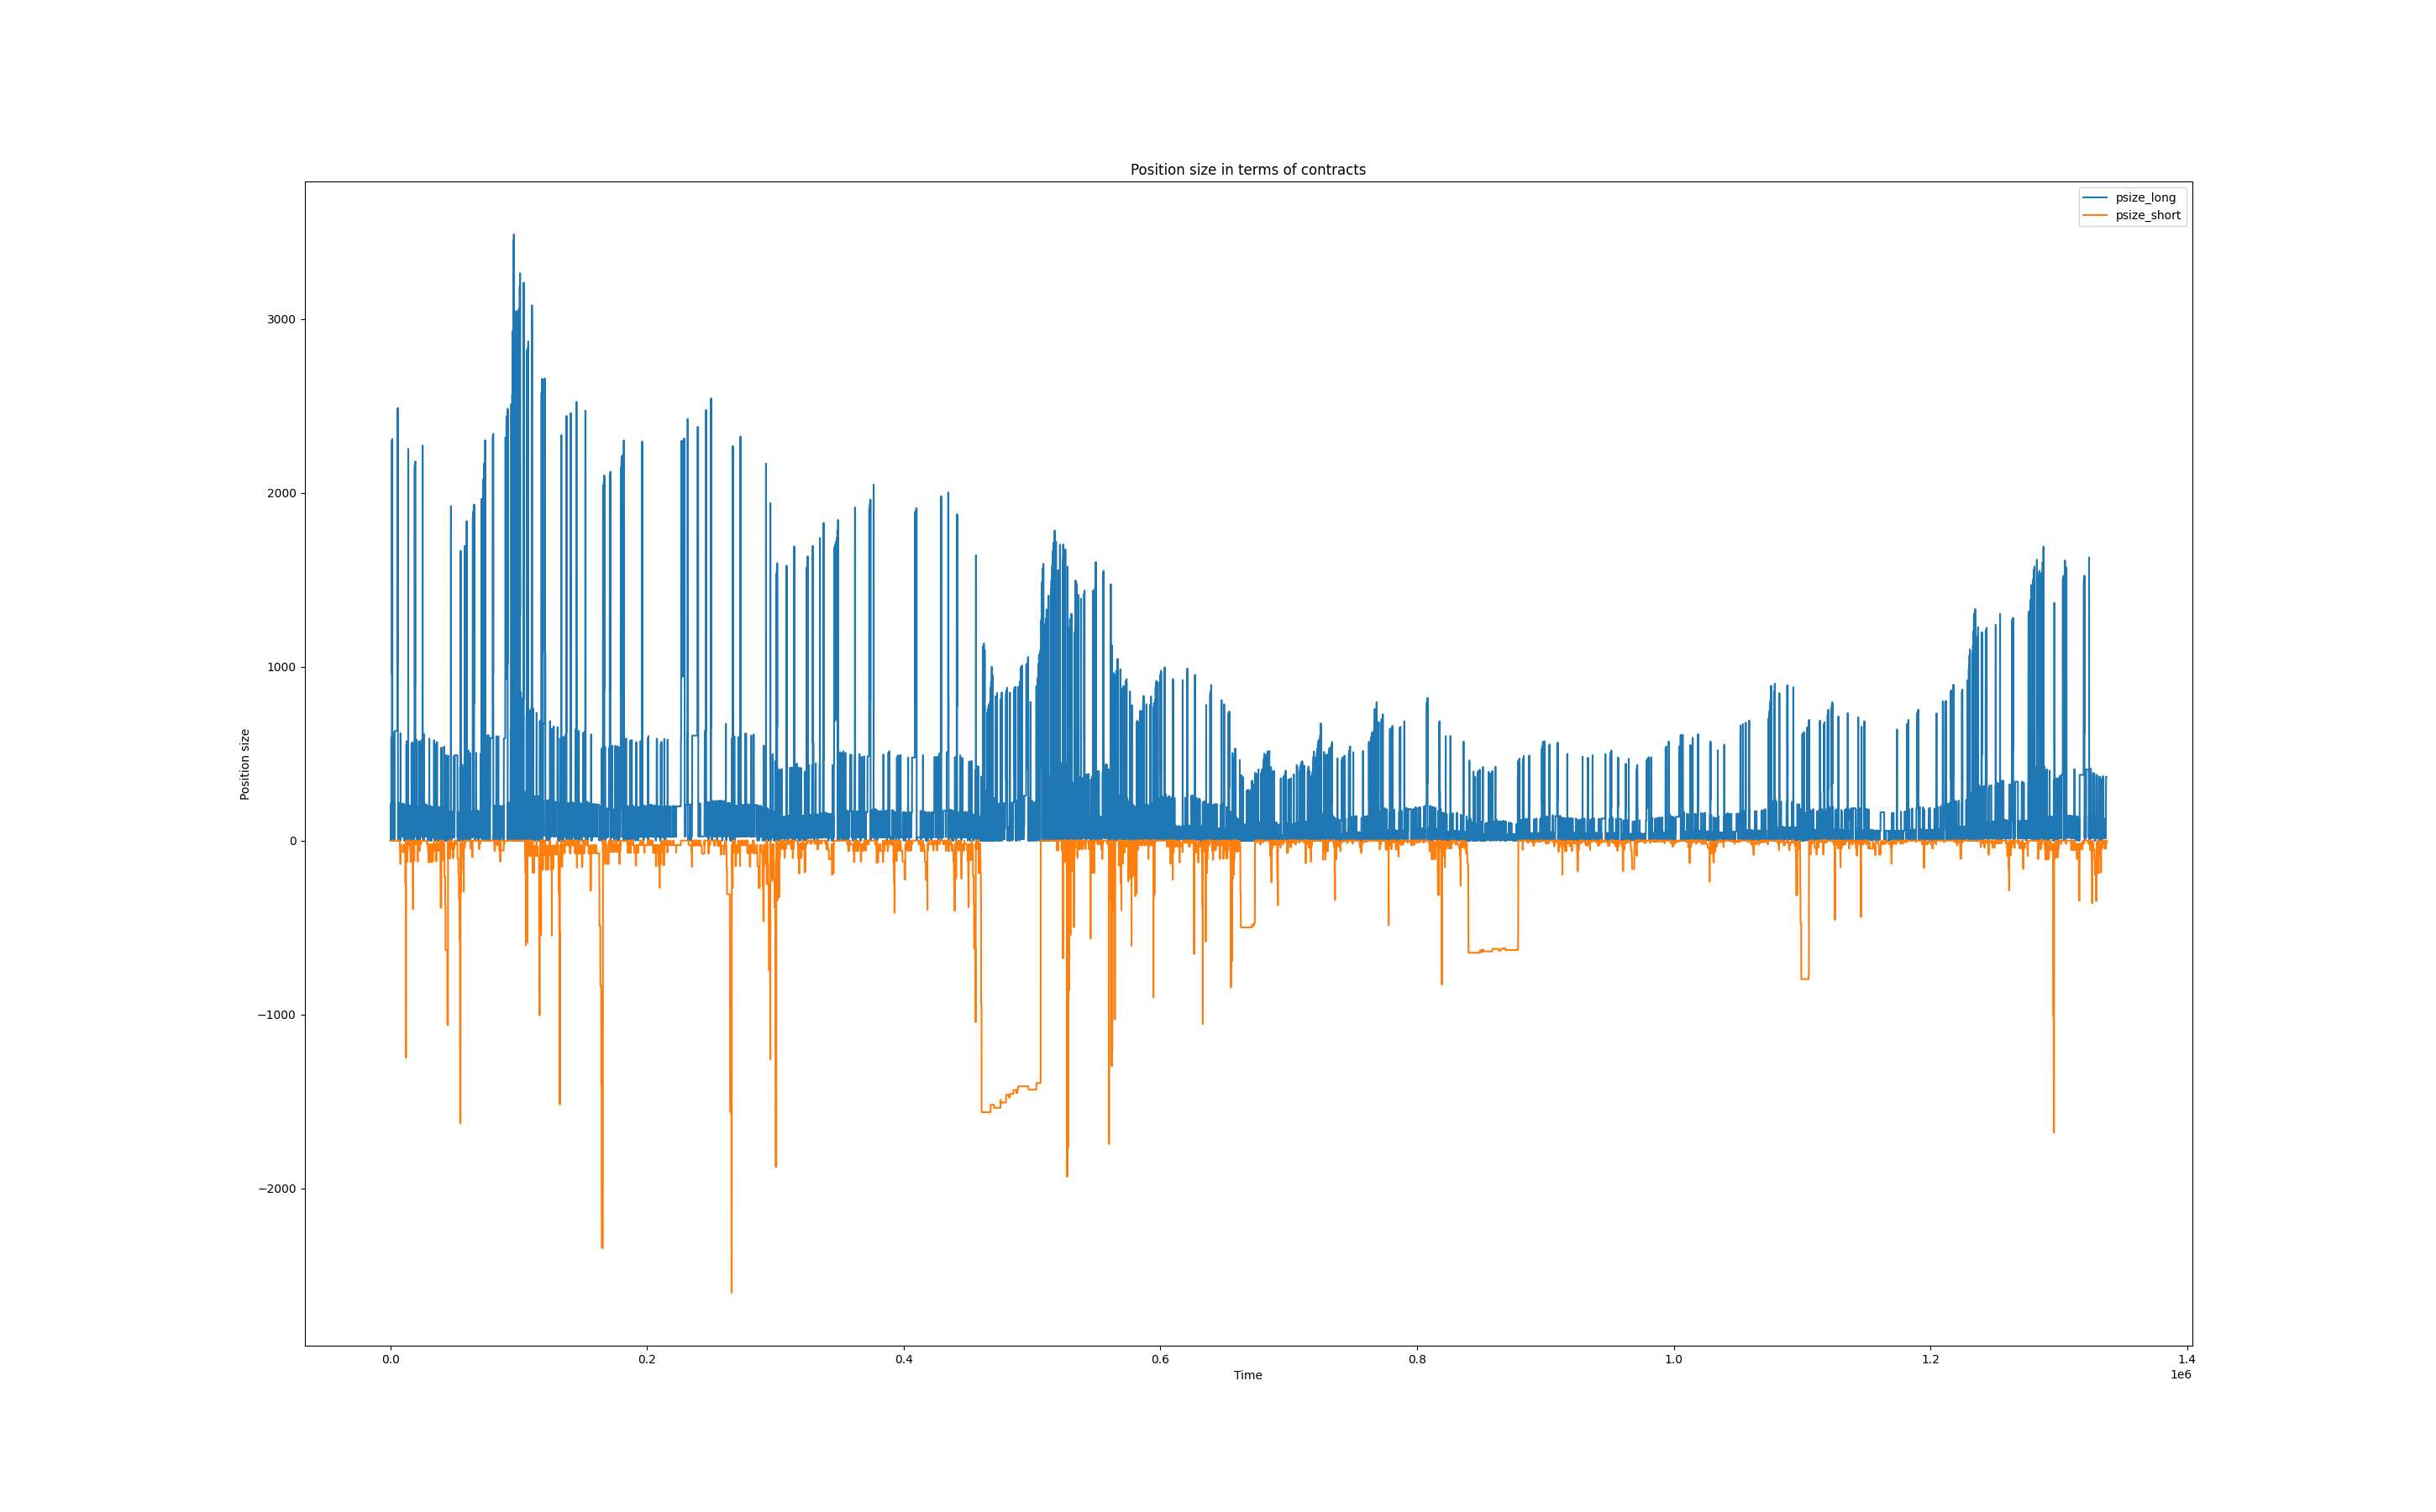 Position size in terms of contracts
psize_long
psize_short
3000
2000
1000
0
−1000
−2000
Position size
0.0
0.2
0.4
0.6
0.8
1.0
1.2
1.4
Time
1e6